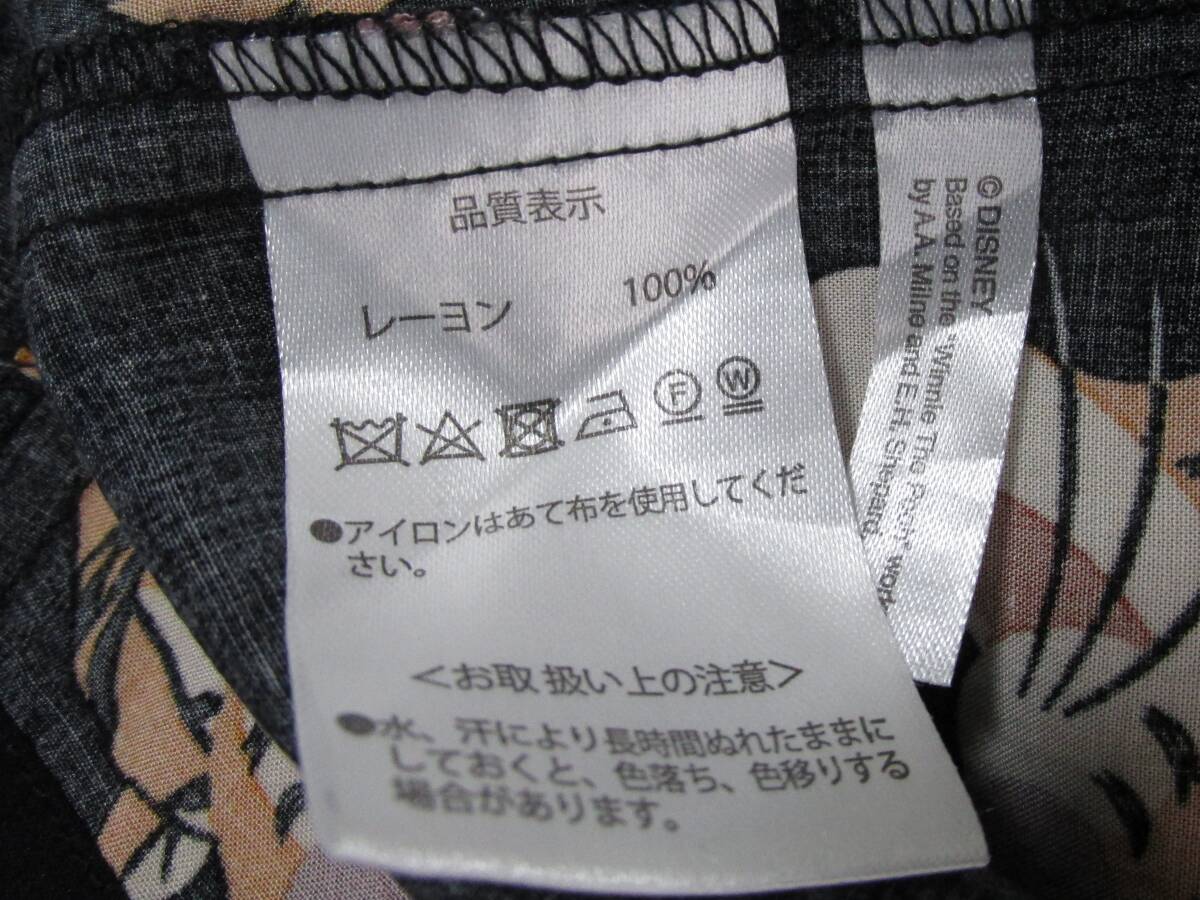 品質表示
レーヨン 100%
F W
●アイロンはあて布を使用してくだ
さい。
<お取扱い上の注意>
●水、汗により長時間ぬれたままに
しておくと、色落ち、色移りする
場合があります。
© DISNEY
Based on the "Winnie The Pooh" work
by A.A. Milne and E.H. Shepard.